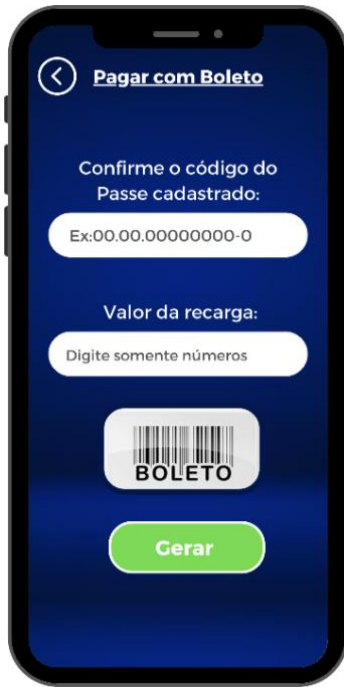 Pagar com Boleto
Confirme o código do
Passe cadastrado:
Ex:00.00.00000000-0
Valor da recarga:
Digite somente números
BOLETO
Gerar